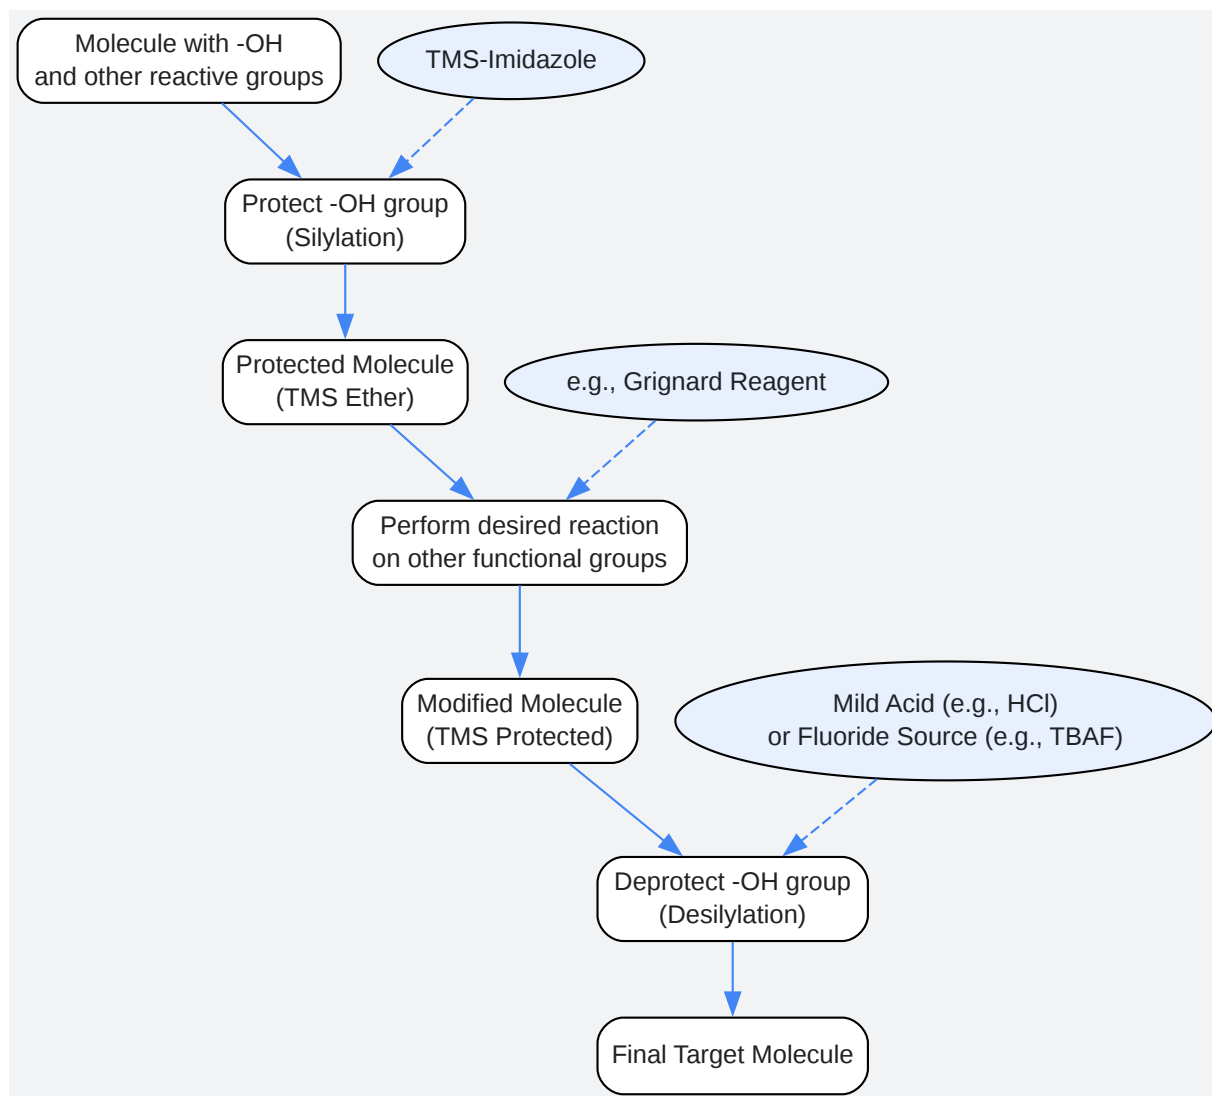 Molecule with -OH
and other reactive groups
TMS-Imidazole
Protect -OH group
(Silylation)
Protected Molecule
(TMS Ether)
e.g., Grignard Reagent
Perform desired reaction
on other functional groups
Modified Molecule
(TMS Protected)
Mild Acid (e.g., HCl)
or Fluoride Source (e.g., TBAF)
Deprotect -OH group
(Desilylation)
Final Target Molecule